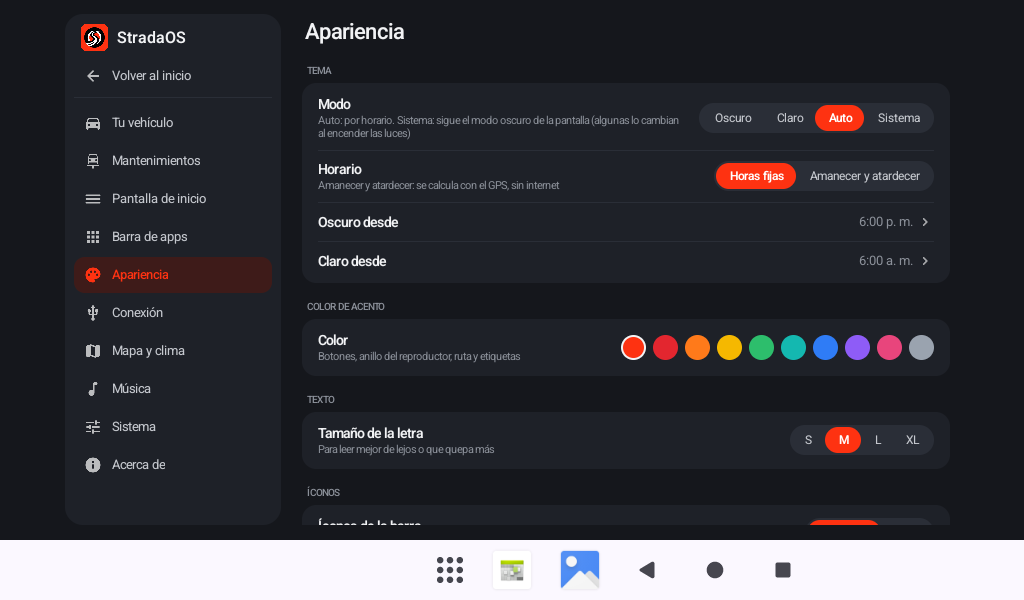 StradaOS
Volver al inicio
Tu vehículo
Mantenimientos
Pantalla de inicio
Barra de apps
Apariencia
Conexión
Mapa y clima
Música
Sistema
Acerca de
Apariencia
TEMA
Modo
Auto: por horario. Sistema: sigue el modo oscuro de la pantalla (algunas lo cambian
al encender las luces)
Oscuro Claro Auto Sistema
Horario
Amanecer y atardecer: se calcula con el GPS, sin internet
Horas fijas Amanecer y atardecer
Oscuro desde 6:00 p. m.
Claro desde 6:00 a. m.
COLOR DE ACENTO
Color
Botones, anillo del reproductor, ruta y etiquetas
TEXTO
Tamaño de la letra
Para leer mejor de lejos o que quepa más
S M L XL
ÍCONOS
Íconos de la barra